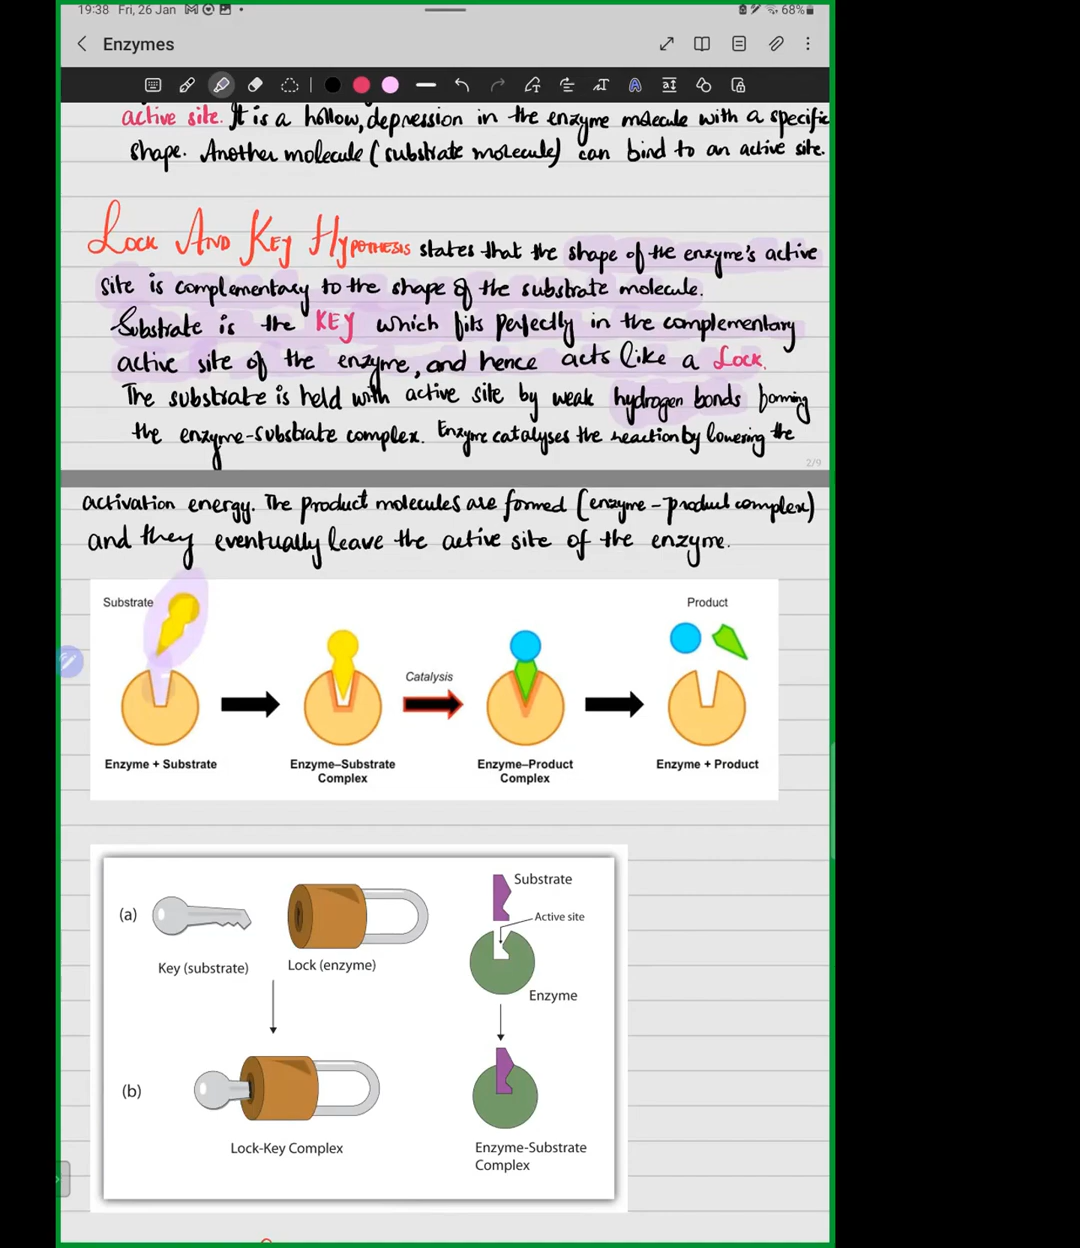 19:38 Fri, 26 Jan
68%
Enzymes
active site. It is a hollow, depression in the enzyme molecule with a specific
shape. Another molecule (substrate molecule) can bind to an active site.
Lock And Key Hypothesis states that the shape of the enzyme's active
site is complementary to the shape of the substrate molecule.
Substrate is the KEY which fits perfectly in the complementary
active site of the enzyme, and hence acts like a Lock.
The substrate is held with active site by weak hydrogen bonds forming
the enzyme-substrate complex. Enzyme catalyses the reaction by lowering the
2/9
activation energy. The product molecules are formed (enzyme-product complex)
and they eventually leave the active site of the enzyme.
Substrate
Product
Catalysis
Enzyme + Substrate
Enzyme–Substrate
Complex
Enzyme–Product
Complex
Enzyme + Product
(a)
Key (substrate)
Lock (enzyme)
Substrate
Active site
Enzyme
(b)
Lock-Key Complex
Enzyme-Substrate
Complex